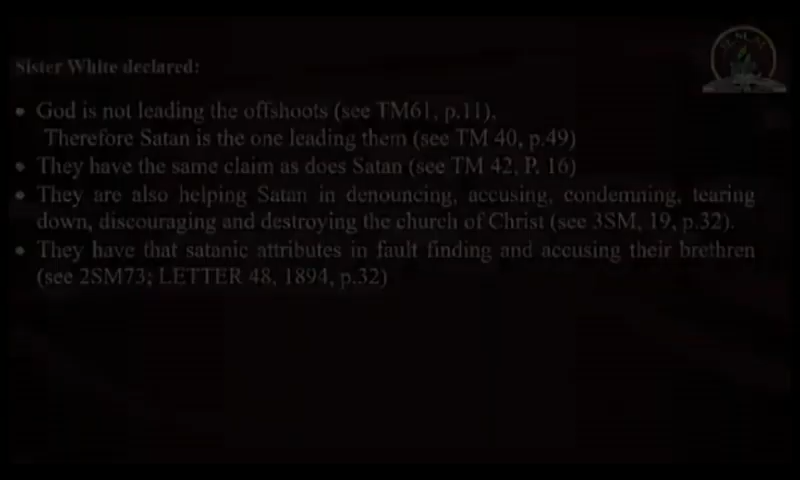 Sister White declared:
• God is not leading the offshoots (see TM61, p.11),
Therefore Satan is the one leading them (see TM 40, p.49)
• They have the same claim as does Satan (see TM 42, P. 16)
• They are also helping Satan in denouncing, accusing, condemning, tearing
down, discouraging and destroying the church of Christ (see 3SM, 19, p.32).
• They have that satanic attributes in fault finding and accusing their brethren
(see 2SM73; LETTER 48, 1894, p.32)